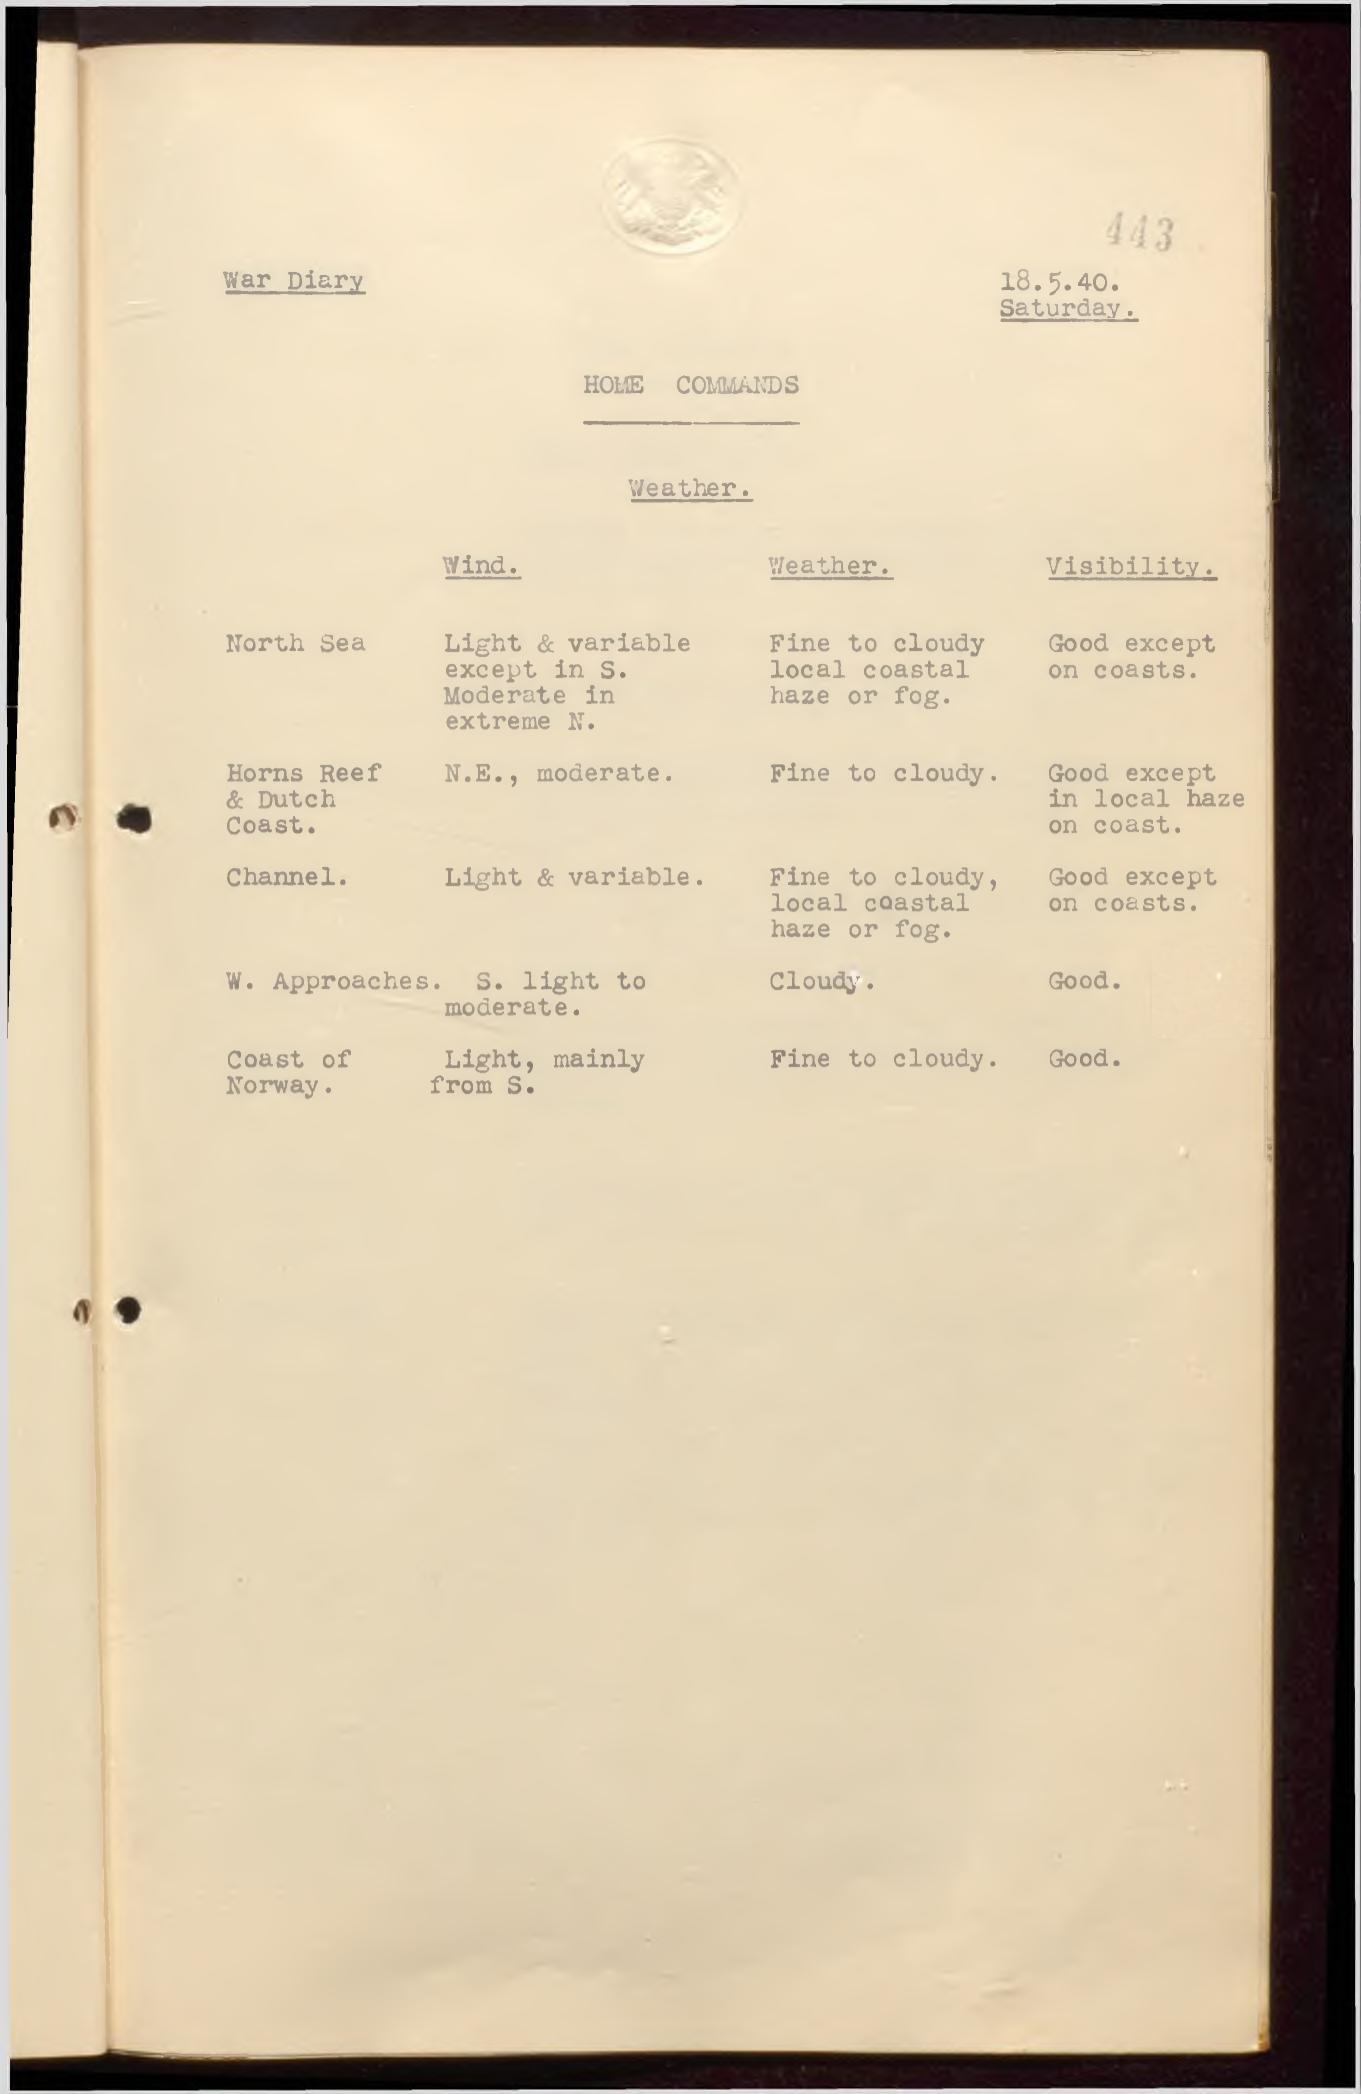 443
War Diary 18.5.40.
Saturday.
HOME COMMANDS
Weather.
Wind. Weather. Visibility.
North Sea Light & variable Fine to cloudy Good except
except in S. local coastal on coasts.
Moderate in haze or fog.
extreme N.
Horns Reef N.E., moderate. Fine to cloudy. Good except
& Dutch in local haze
Coast. on coast.
Channel. Light & variable. Fine to cloudy, Good except
local coastal on coasts.
haze or fog.
W. Approaches. S. light to Cloudy. Good.
moderate.
Coast of Light, mainly Fine to cloudy. Good.
Norway. from S.